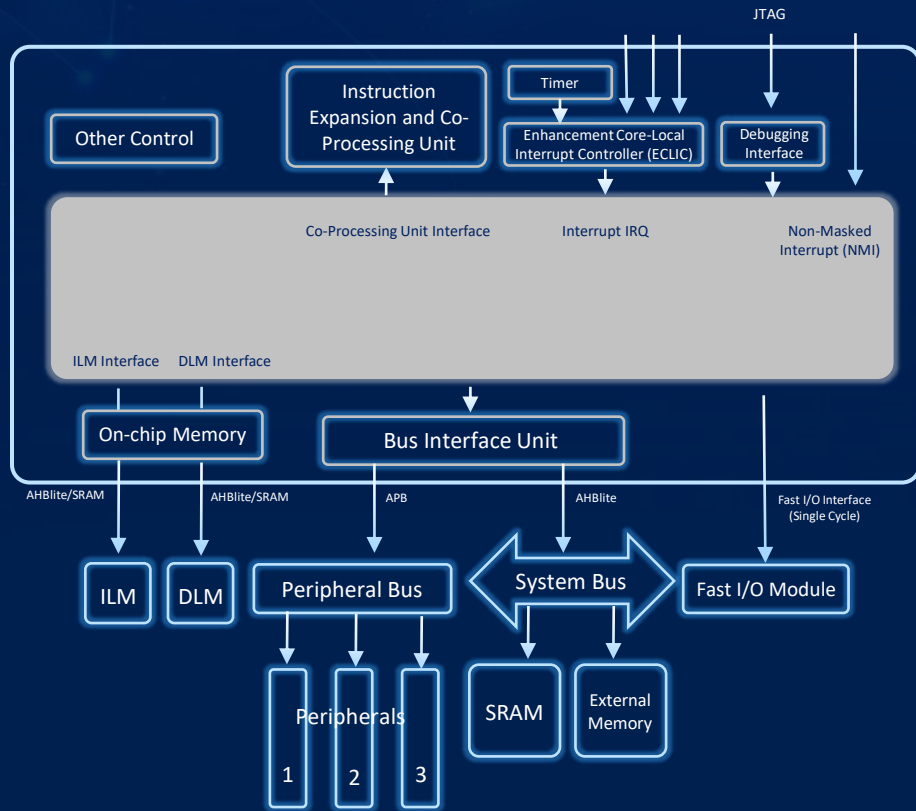 JTAG
Timer
Instruction
Expansion and Co-
Processing Unit
Other Control
Enhancement Core-Local
Interrupt Controller (ECLIC)
Debugging
Interface
Co-Processing Unit Interface
Interrupt IRQ
Non-Masked
Interrupt (NMI)
ILM Interface
DLM Interface
On-chip Memory
Bus Interface Unit
AHBlite/SRAM
AHBlite/SRAM
APB
AHBlite
Fast I/O Interface
(Single Cycle)
ILM
DLM
Peripheral Bus
System Bus
Fast I/O Module
Peripherals
1
2
3
SRAM
External
Memory